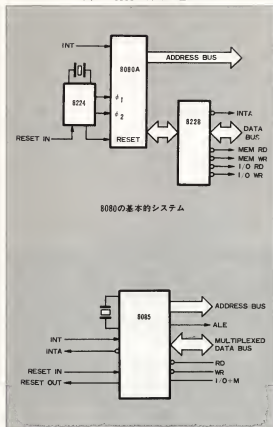 INT
8080A
ADDRESS BUS
8224
φ1
φ2
RESET IN
RESET
8228
INTA
DATA
BUS
MEM RD
MEM WR
I/O RD
I/O WR
8080の基本的システム
8085
ADDRESS BUS
ALE
INT
INTA
MULTIPLEXED
DATA BUS
RESET IN
RESET OUT
RD
WR
I/O÷M